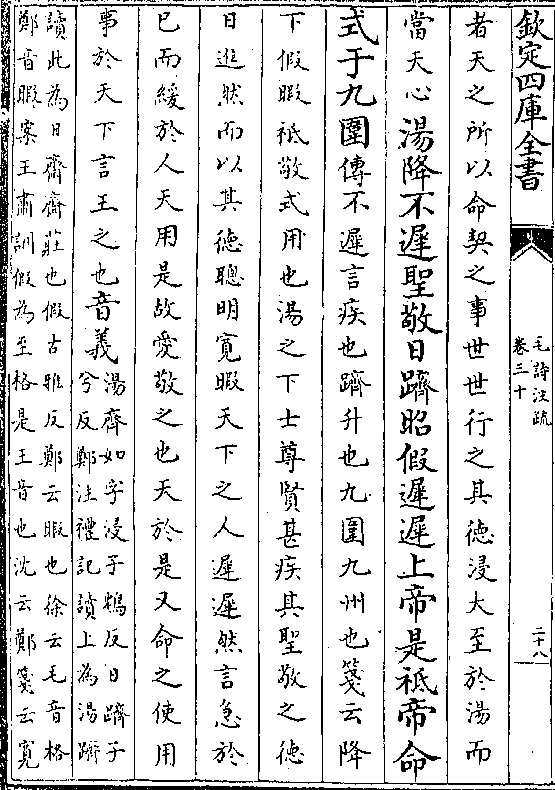 欽定四庫全書
毛詩注疏
卷三十
二十八
者天之所以命契之事世世行之其德浸大至於湯而
當天心湯降不遲聖敬日躋昭假遲遲上帝是祗帝命
式于九圍傳不遲言疾也躋升也九圍九州也箋云降
下假暇祗敬式用也湯之下士尊賢甚疾其聖敬之德
日進然而以其德聰明寛暇天下之人遲遲然言急於
已而緩於人天用是故愛敬之也天於是又命之使用
事於天下言王之也音義湯齊如字浸子鴆反日躋子
兮反鄭注禮記讀上為湯躋
讀此為日齊齊莊也假古雅反鄭云暇也徐云毛音格
鄭音暇案王肅訓假為至格是王音也沈云鄭箋云寛